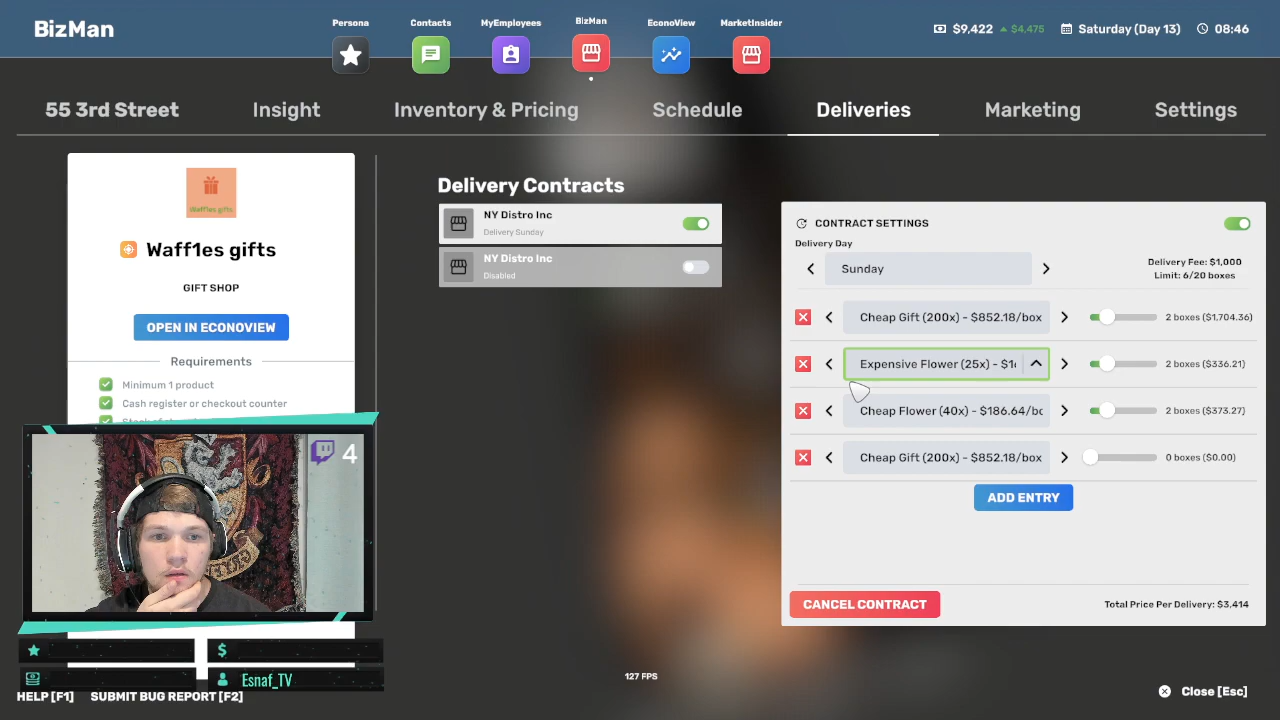 BizMan
Persona
Contacts
MyEmployees
BizMan
EconoView
MarketInsider
$9,422 $4,475 Saturday (Day 13) 08:46
55 3rd Street
Insight
Inventory & Pricing
Schedule
Deliveries
Marketing
Settings
Waff1es gifts
Waff1es gifts
GIFT SHOP
OPEN IN ECONOVIEW
Requirements
Minimum 1 product
Cash register or checkout counter
4
$
Esnaf_TV
HELP [F1] SUBMIT BUG REPORT [F2]
Delivery Contracts
NY Distro Inc
Delivery Sunday
NY Distro Inc
Disabled
CONTRACT SETTINGS
Delivery Day
Sunday
Delivery Fee: $1,000
Limit: 6/20 boxes
Cheap Gift (200x) - $852.18/box 2 boxes ($1,704.36)
Expensive Flower (25x) - $1 2 boxes ($336.21)
Cheap Flower (40x) - $186.64/bo 2 boxes ($373.27)
Cheap Gift (200x) - $852.18/box 0 boxes ($0.00)
ADD ENTRY
CANCEL CONTRACT
Total Price Per Delivery: $3.414
127 FPS
Close [Esc]